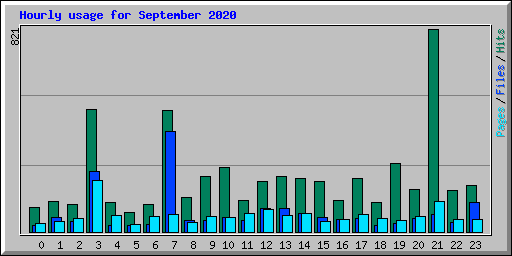 Hourly usage for September 2020
821
Pages/Files/Hits
0 1 2 3 4 5 6 7 8 9 10 11 12 13 14 15 16 17 18 19 20 21 22 23